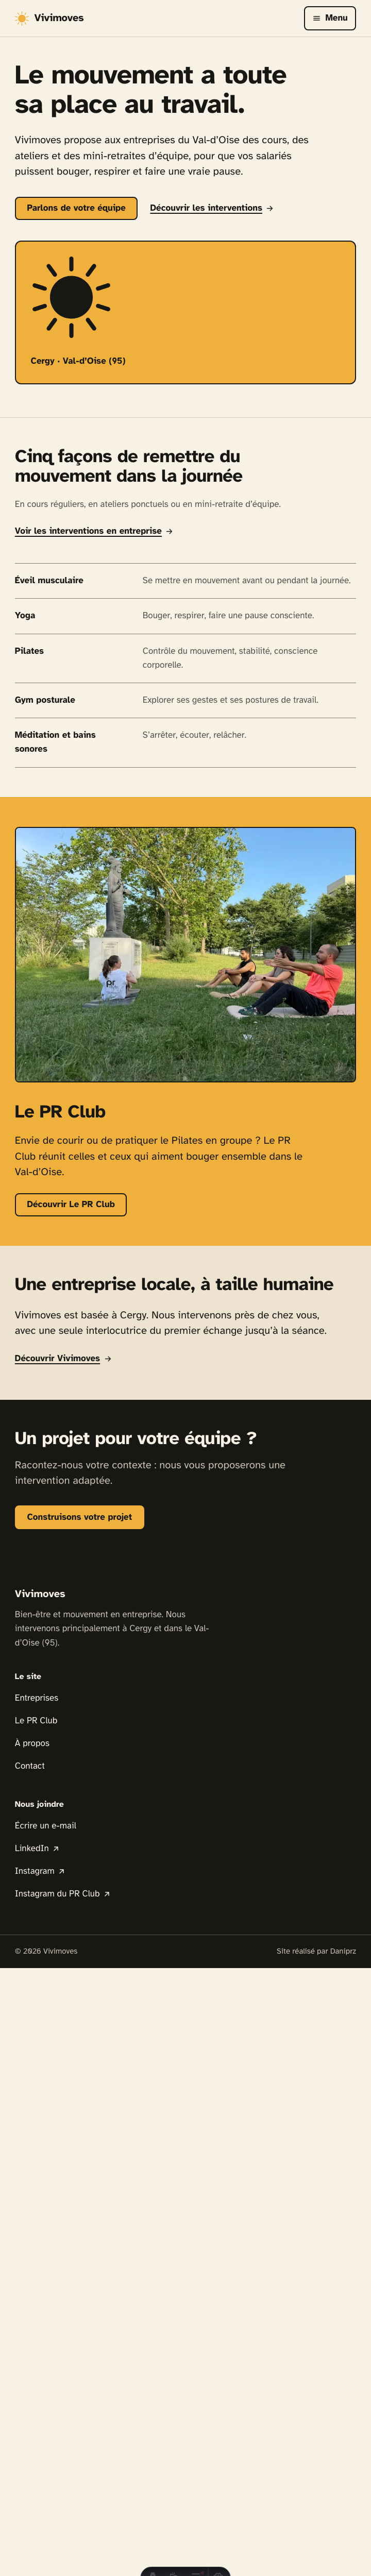 Vivimoves
Menu
Le mouvement a toute
sa place au travail.
Vivimoves propose aux entreprises du Val-d'Oise des cours, des
ateliers et des mini-retraites d'équipe, pour que vos salariés
puissent bouger, respirer et faire une vraie pause.
Parlons de votre équipe
Découvrir les interventions →
Cergy · Val-d'Oise (95)
Cinq façons de remettre du
mouvement dans la journée
En cours réguliers, en ateliers ponctuels ou en mini-retraite d'équipe.
Voir les interventions en entreprise →
Éveil musculaire
Se mettre en mouvement avant ou pendant la journée.
Yoga
Bouger, respirer, faire une pause consciente.
Pilates
Contrôle du mouvement, stabilité, conscience
corporelle.
Gym posturale
Explorer ses gestes et ses postures de travail.
Méditation et bains
sonores
S'arrêter, écouter, relâcher.
pr
Le PR Club
Envie de courir ou de pratiquer le Pilates en groupe ? Le PR
Club réunit celles et ceux qui aiment bouger ensemble dans le
Val-d'Oise.
Découvrir Le PR Club
Une entreprise locale, à taille humaine
Vivimoves est basée à Cergy. Nous intervenons près de chez vous,
avec une seule interlocutrice du premier échange jusqu'à la séance.
Découvrir Vivimoves →
Un projet pour votre équipe ?
Racontez-nous votre contexte : nous vous proposerons une
intervention adaptée.
Construisons votre projet
Vivimoves
Bien-être et mouvement en entreprise. Nous
intervenons principalement à Cergy et dans le Val-
d'Oise (95).
Le site
Entreprises
Le PR Club
À propos
Contact
Nous joindre
Écrire un e-mail
LinkedIn ↗
Instagram ↗
Instagram du PR Club ↗
© 2026 Vivimoves
Site réalisé par Daniprz